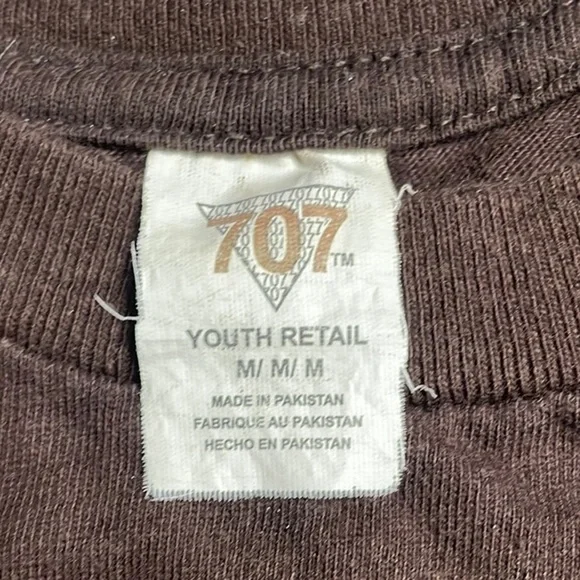 707™
YOUTH RETAIL
M/ M/ M
MADE IN PAKISTAN
FABRIQUE AU PAKISTAN
HECHO EN PAKISTAN